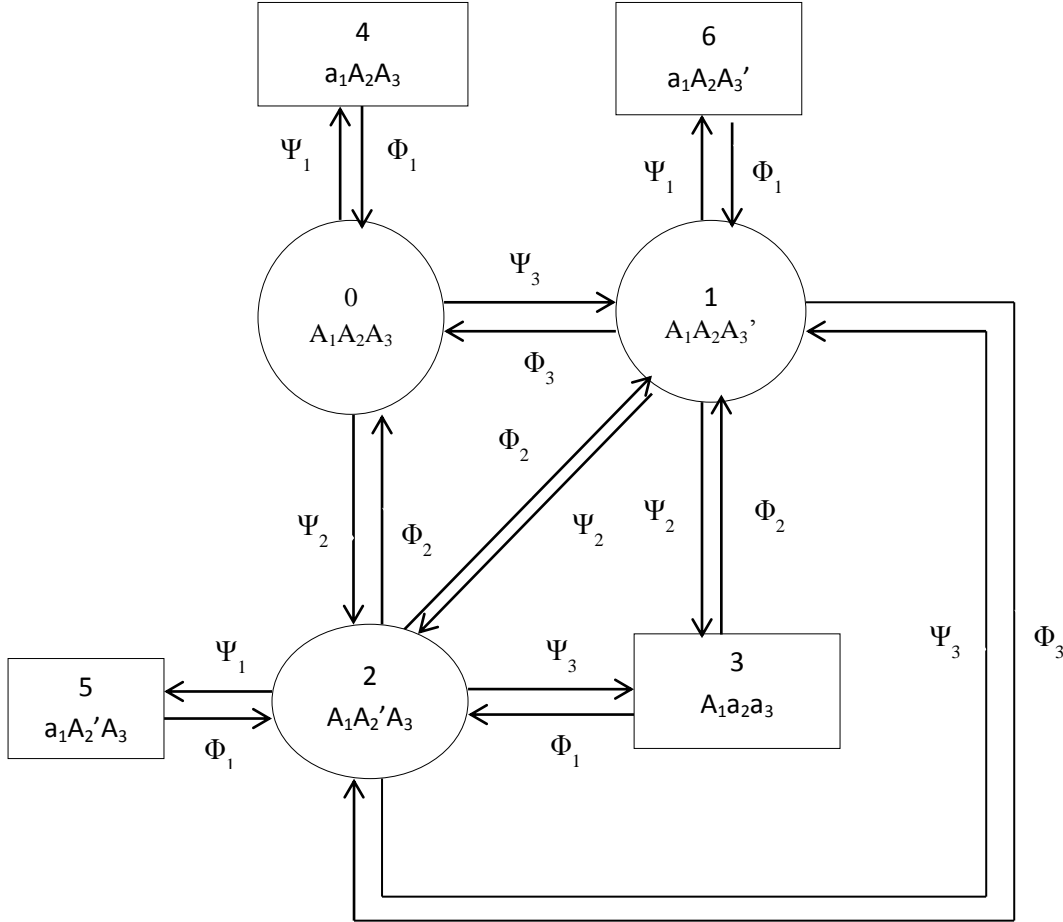 4
a₁A₂A₃
6
a₁A₂A₃’
Ψ₁
Φ₁
Ψ₁
Φ₁
0
A₁A₂A₃
Ψ₃
1
A₁A₂A₃’
Φ₃
Φ₂
Ψ₂
Φ₂
Ψ₂
Ψ₂
Φ₂
Ψ₁
Ψ₃
Ψ₃
Φ₃
5
a₁A₂’A₃
2
A₁A₂’A₃
3
A₁a₂a₃
Φ₁
Φ₁